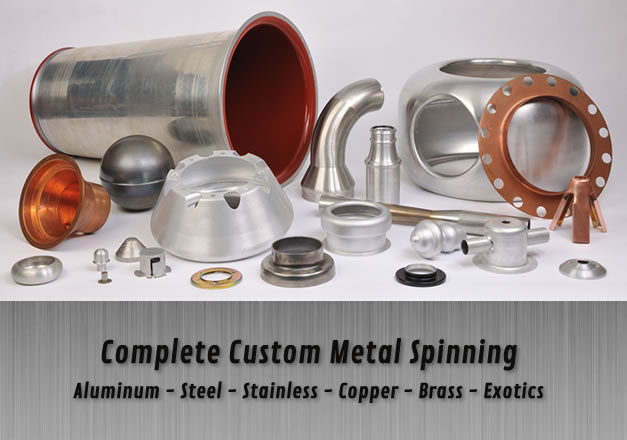 Complete Custom Metal Spinning
Aluminum - Steel - Stainless - Copper - Brass - Exotics